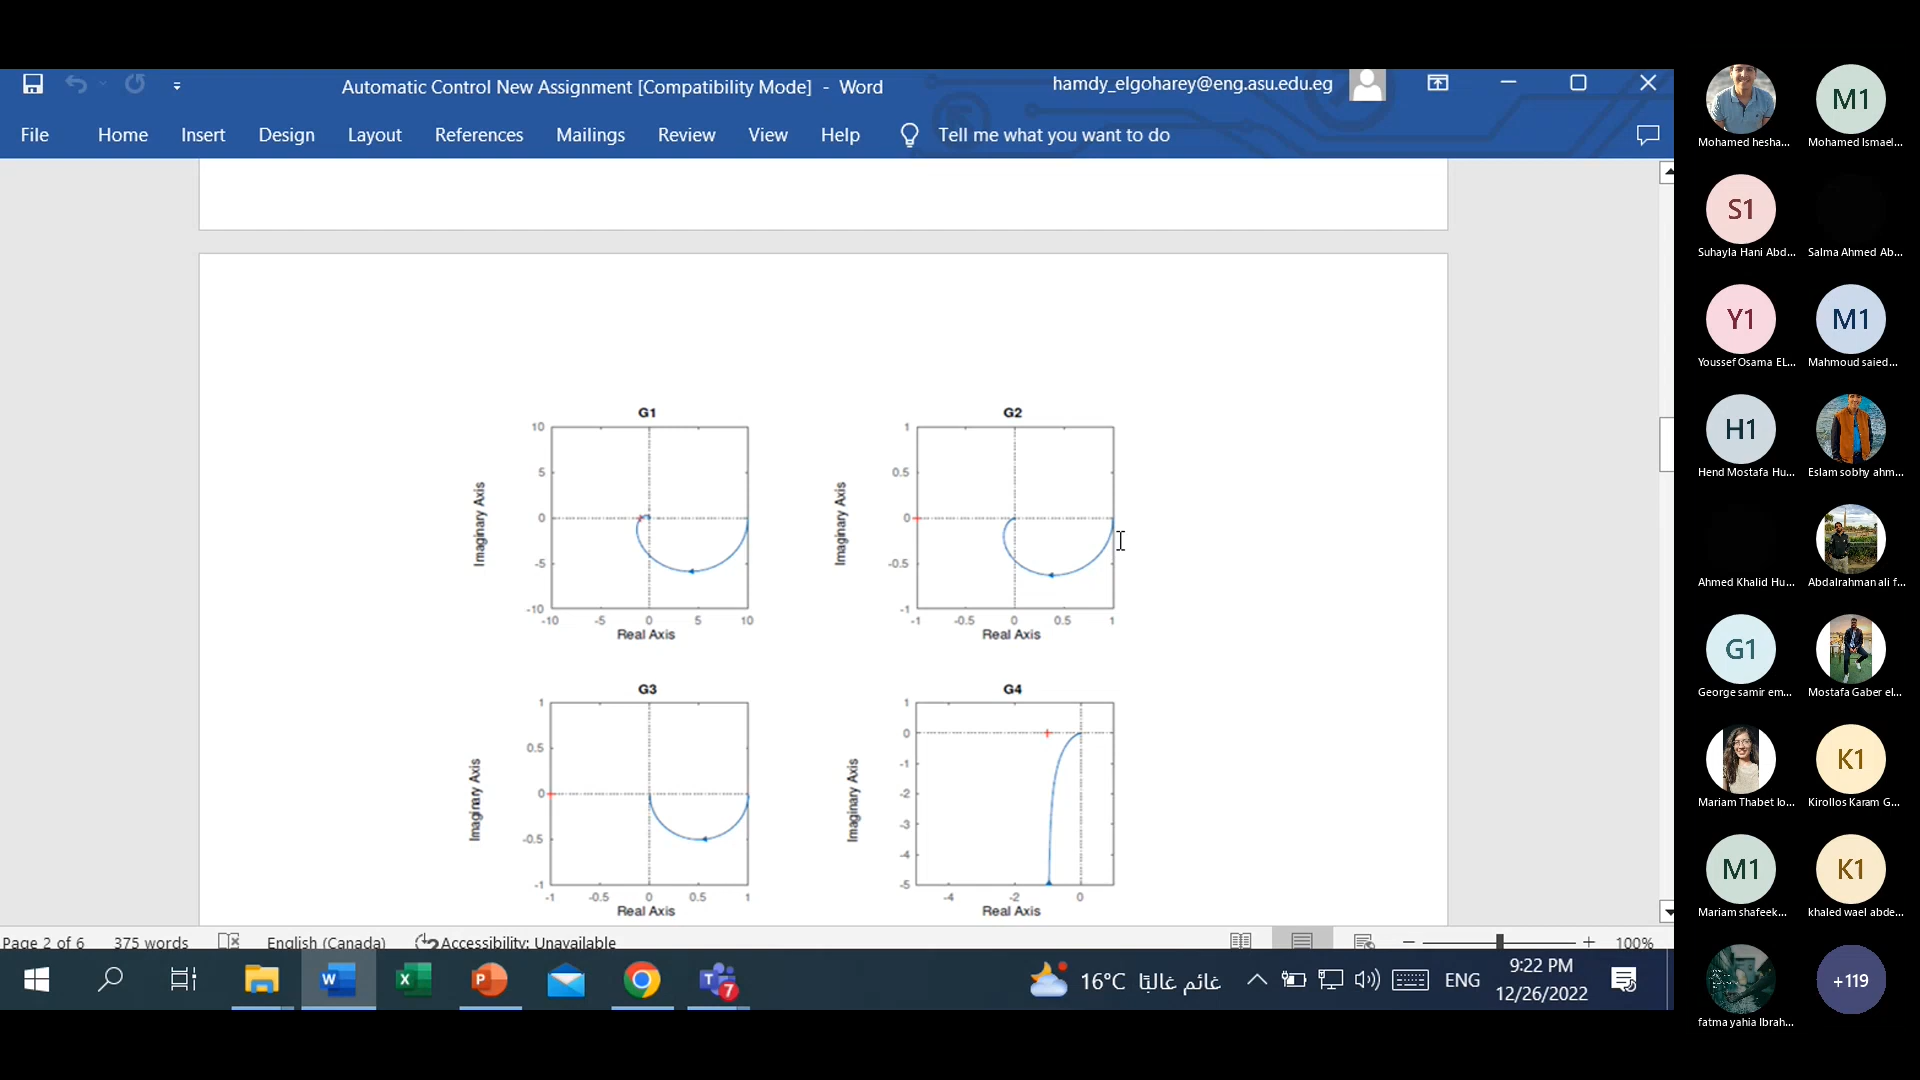 Automatic Control New Assignment [Compatibility Mode] - Word
hamdy_elgoharey@eng.asu.edu.eg
File Home Insert Design Layout References Mailings Review View Help Tell me what you want to do
G1
10
5
0
-5
-10
-10 -5 0 5 10
Imaginary Axis
Real Axis
G2
1
0.5
0
-0.5
-1
-1 -0.5 0 0.5 1
Imaginary Axis
Real Axis
G3
1
0.5
0
-0.5
-1
-1 -0.5 0 0.5 1
Imaginary Axis
Real Axis
G4
1
0
-1
-2
-3
-4
-5
-4 -2 0
Imaginary Axis
Real Axis
Page 2 of 6 375 words English (Canada) Accessibility: Unavailable
100%
16°C غائم غالبًا
ENG
9:22 PM
12/26/2022
7
M1
Mohamed hesha... Mohamed Ismael...
S1
Suhayla Hani Abd... Salma Ahmed Ab...
Y1 M1
Youssef Osama EL... Mahmoud saied...
H1
Hend Mostafa Hu... Eslam sobhy ahm...
Ahmed Khalid Hu... Abdalrahman ali f...
G1
George samir em... Mostafa Gaber el...
K1
Mariam Thabet lo... Kirollos Karam G...
M1 K1
Mariam shafeek... khaled wael abde...
+119
fatma yahia Ibrah...